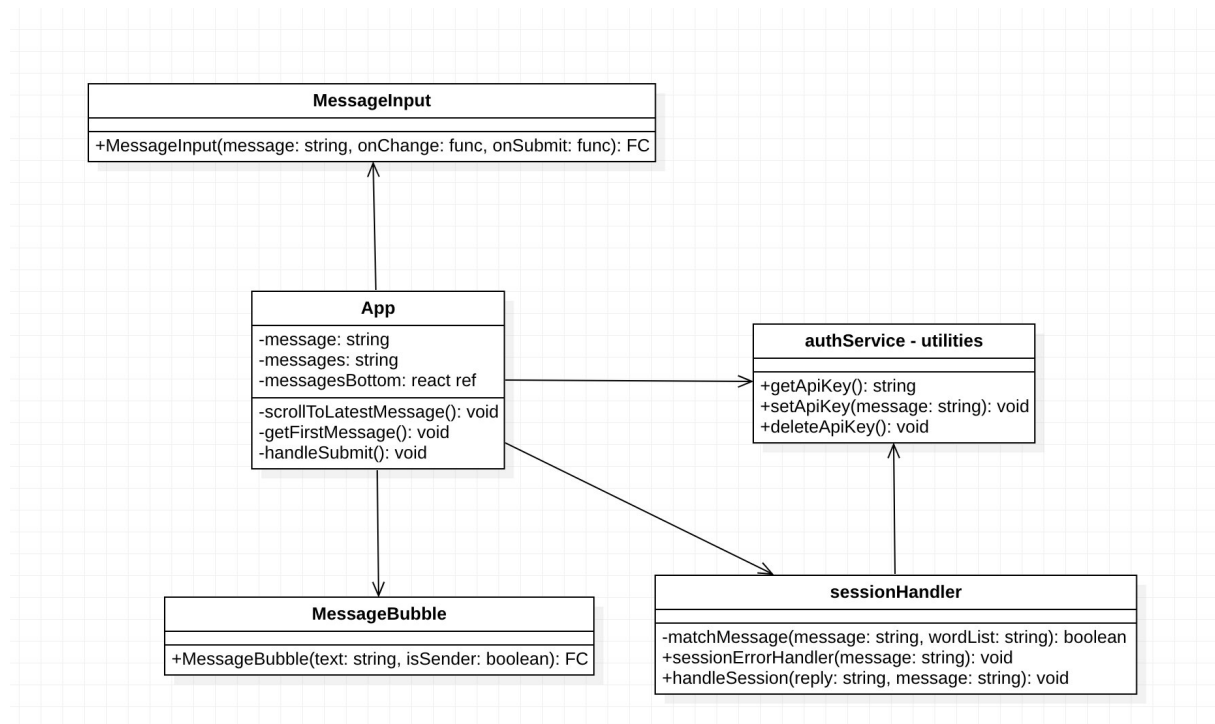 MessageInput
+MessageInput(message: string, onChange: func, onSubmit: func): FC
App
-message: string
-messages: string
-messagesBottom: react ref
-scrollToLatestMessage(): void
-getFirstMessage(): void
-handleSubmit(): void
authService - utilities
+getApiKey(): string
+setApiKey(message: string): void
+deleteApiKey(): void
MessageBubble
+MessageBubble(text: string, isSender: boolean): FC
sessionHandler
-matchMessage(message: string, wordList: string): boolean
+sessionErrorHandler(message: string): void
+handleSession(reply: string, message: string): void